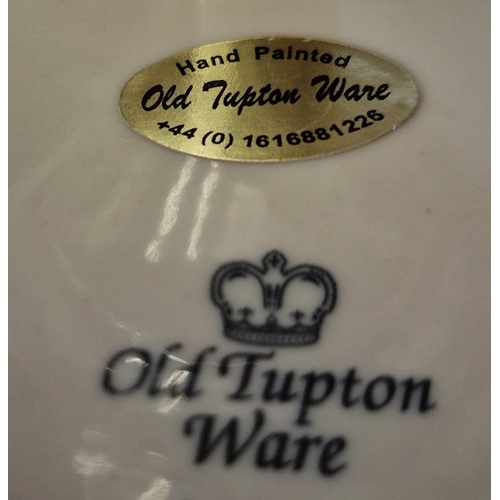 Hand Painted
Old Tupton Ware
+44 (0) 1616881226
Old Tupton
Ware